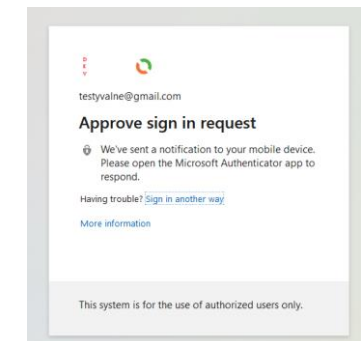 DEV
testyvalne@gmail.com
Approve sign in request
We've sent a notification to your mobile device.
Please open the Microsoft Authenticator app to
respond.
Having trouble? Sign in another way
More information
This system is for the use of authorized users only.